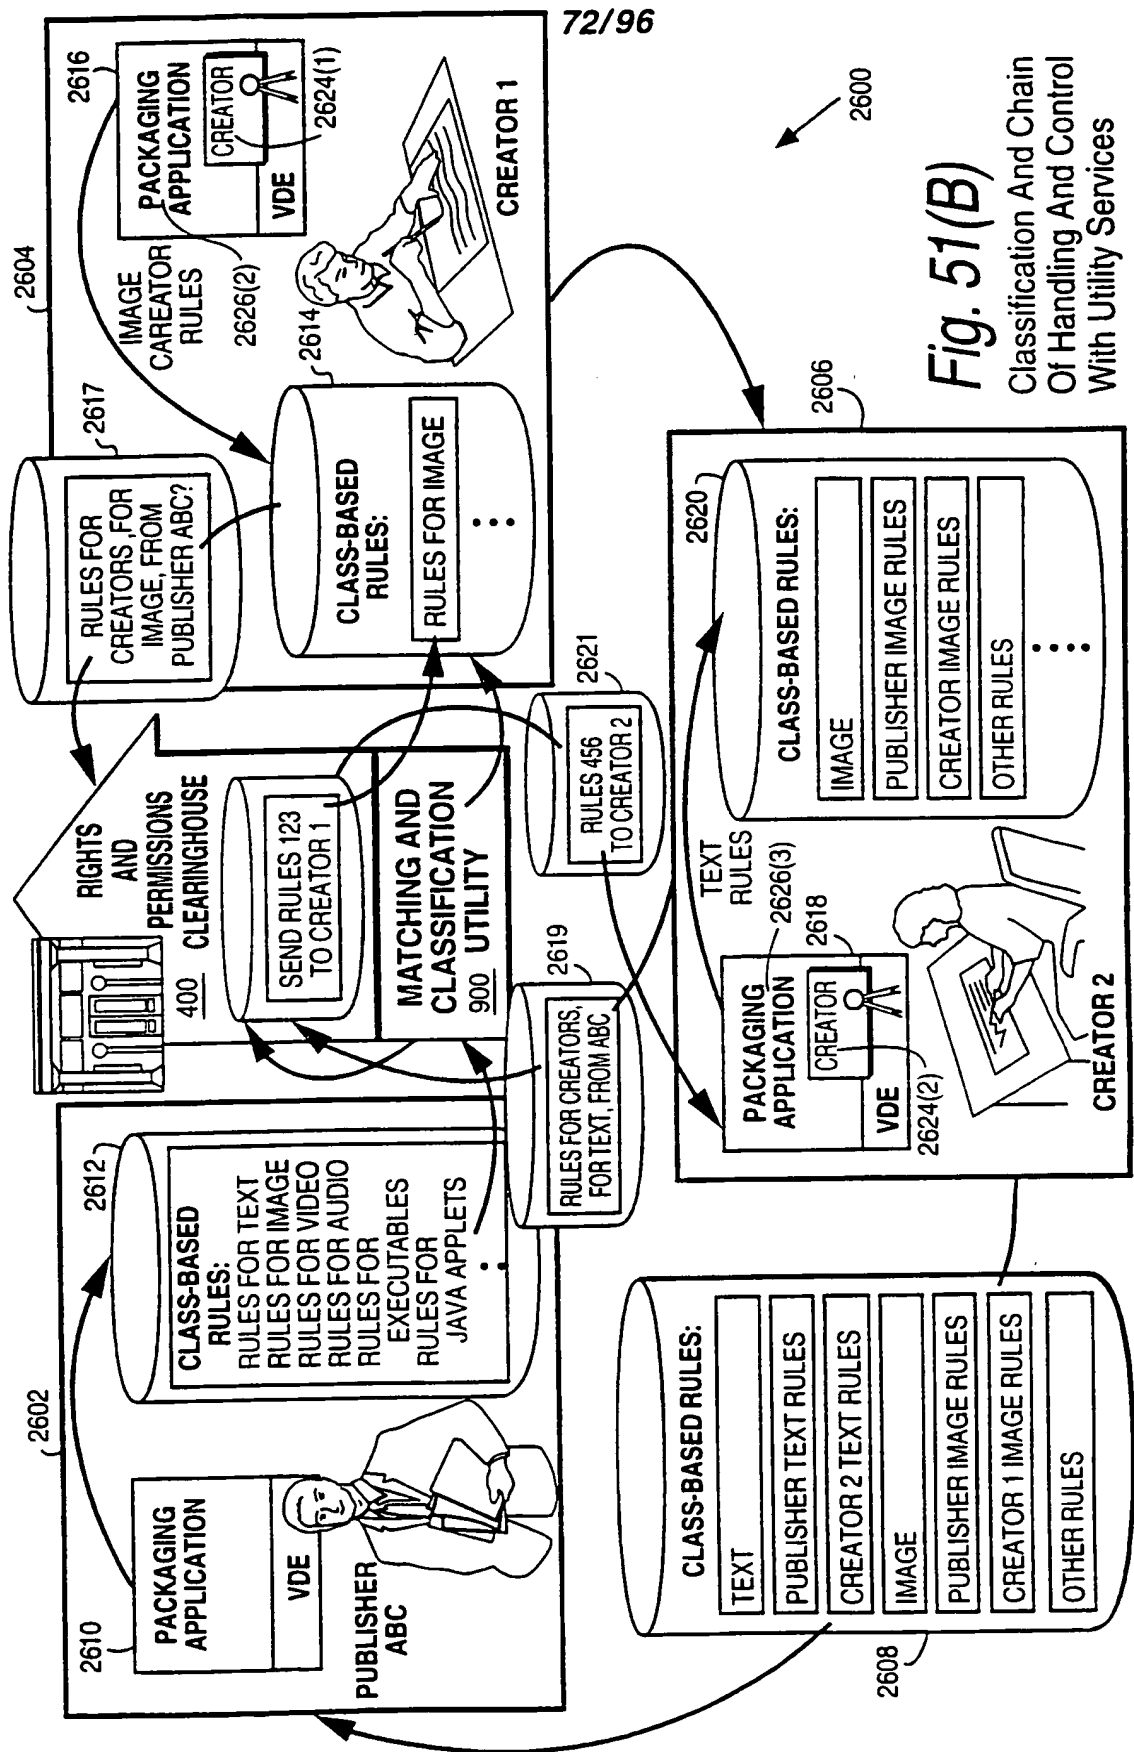 72/96
2602
2610
PACKAGING
APPLICATION
VDE
PUBLISHER
ABC
2612
CLASS-BASED
RULES:
RULES FOR TEXT
RULES FOR IMAGE
RULES FOR VIDEO
RULES FOR AUDIO
RULES FOR
EXECUTABLES
RULES FOR
JAVA APPLETS
RIGHTS
AND
PERMISSIONS
CLEARINGHOUSE
400
SEND RULES 123
TO CREATOR 1
MATCHING AND
CLASSIFICATION
900 UTILITY
2617
RULES FOR
CREATORS ,FOR
IMAGE, FROM
PUBLISHER ABC?
2604
2616
PACKAGING
APPLICATION
CREATOR
VDE
2624(1)
IMAGE
CAREATOR
RULES
2626(2)
2614
CLASS-BASED
RULES:
RULES FOR IMAGE
CREATOR 1
2619
RULES FOR CREATORS,
FOR TEXT, FROM ABC
2621
RULES 456
TO CREATOR 2
2608
CLASS-BASED RULES:
TEXT
PUBLISHER TEXT RULES
CREATOR 2 TEXT RULES
IMAGE
PUBLISHER IMAGE RULES
CREATOR 1 IMAGE RULES
OTHER RULES
2606
PACKAGING
APPLICATION
2626(3)
2618
CREATOR
VDE
2624(2)
TEXT
RULES
CREATOR 2
2620
CLASS-BASED RULES:
IMAGE
PUBLISHER IMAGE RULES
CREATOR IMAGE RULES
OTHER RULES
2600
Fig. 51(B)
Classification And Chain
Of Handling And Control
With Utility Services